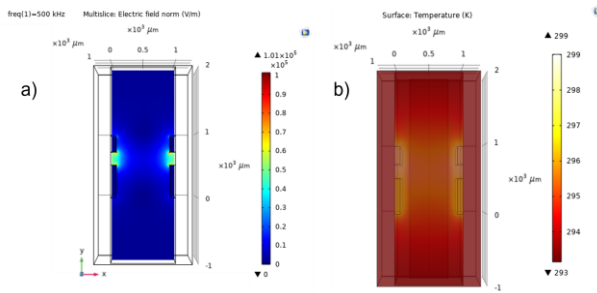 freq(1)=500 kHz Multislice: Electric field norm (V/m)
×10³ μm
0 0.5 1
×10³ μm
1
2
1
×10³ μm
0
-1
a)
y
x
▲ 1.01×10⁵
×10⁵
1
0.9
0.8
0.7
0.6
0.5
0.4
0.3
0.2
0.1
0
▼ 0
Surface: Temperature (K)
×10³ μm
0 0.5 1
×10³ μm
1
2
1
×10³ μm
0
-1
b)
▲ 299
299
298
297
296
295
294
▼ 293